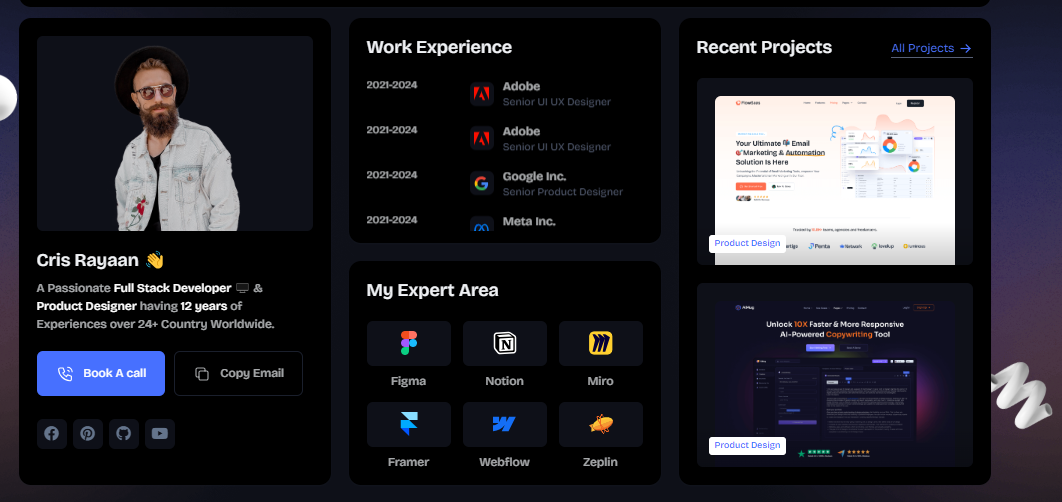 Cris Rayaan 👋
A Passionate Full Stack Developer 🖥️ &
Product Designer having 12 years of
Experiences over 24+ Country Worldwide.
Book A call
Copy Email
Work Experience
2021-2024
Adobe
Senior UI UX Designer
2021-2024
Adobe
Senior UI UX Designer
2021-2024
Google Inc.
Senior Product Designer
2021-2024
Meta Inc.
My Expert Area
Figma
Notion
Miro
Framer
Webflow
Zeplin
Recent Projects
All Projects →
Your Ultimate Email
Marketing & Automation
Solution Is Here
Product Design
Penta
Network
Unlock 10X Faster & More Responsive
AI-Powered Copywriting Tool
Product Design